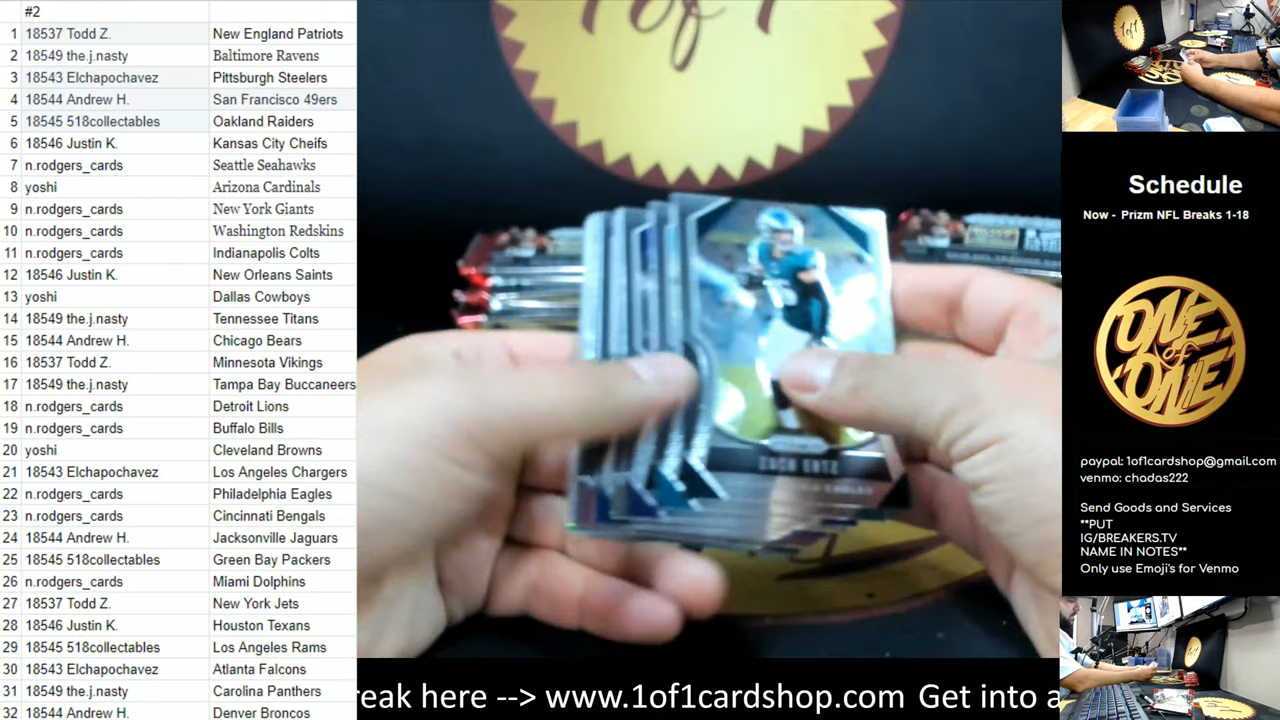 #2
1 18537 Todd Z. New England Patriots
2 18549 the.j.nasty Baltimore Ravens
3 18543 Elchapochavez Pittsburgh Steelers
4 18544 Andrew H. San Francisco 49ers
5 18545 518collectables Oakland Raiders
6 18546 Justin K. Kansas City Cheifs
7 n.rodgers_cards Seattle Seahawks
8 yoshi Arizona Cardinals
9 n.rodgers_cards New York Giants
10 n.rodgers_cards Washington Redskins
11 n.rodgers_cards Indianapolis Colts
12 18546 Justin K. New Orleans Saints
13 yoshi Dallas Cowboys
14 18549 the.j.nasty Tennessee Titans
15 18544 Andrew H. Chicago Bears
16 18537 Todd Z. Minnesota Vikings
17 18549 the.j.nasty Tampa Bay Buccaneers
18 n.rodgers_cards Detroit Lions
19 n.rodgers_cards Buffalo Bills
20 yoshi Cleveland Browns
21 18543 Elchapochavez Los Angeles Chargers
22 n.rodgers_cards Philadelphia Eagles
23 n.rodgers_cards Cincinnati Bengals
24 18544 Andrew H. Jacksonville Jaguars
25 18545 518collectables Green Bay Packers
26 n.rodgers_cards Miami Dolphins
27 18537 Todd Z. New York Jets
28 18546 Justin K. Houston Texans
29 18545 518collectables Los Angeles Rams
30 18543 Elchapochavez Atlanta Falcons
31 18549 the.j.nasty Carolina Panthers
32 18544 Andrew H. Denver Broncos
1 of 1
ZACH ERTZ
reak here --> www.1of1cardshop.com Get into a
1 of 1
Schedule
Now - Prizm NFL Breaks 1-18
ONE
of
ONE
paypal: 1of1cardshop@gmail.com
venmo: chadas222
Send Goods and Services
**PUT
IG/BREAKERS.TV
NAME IN NOTES**
Only use Emoji's for Venmo